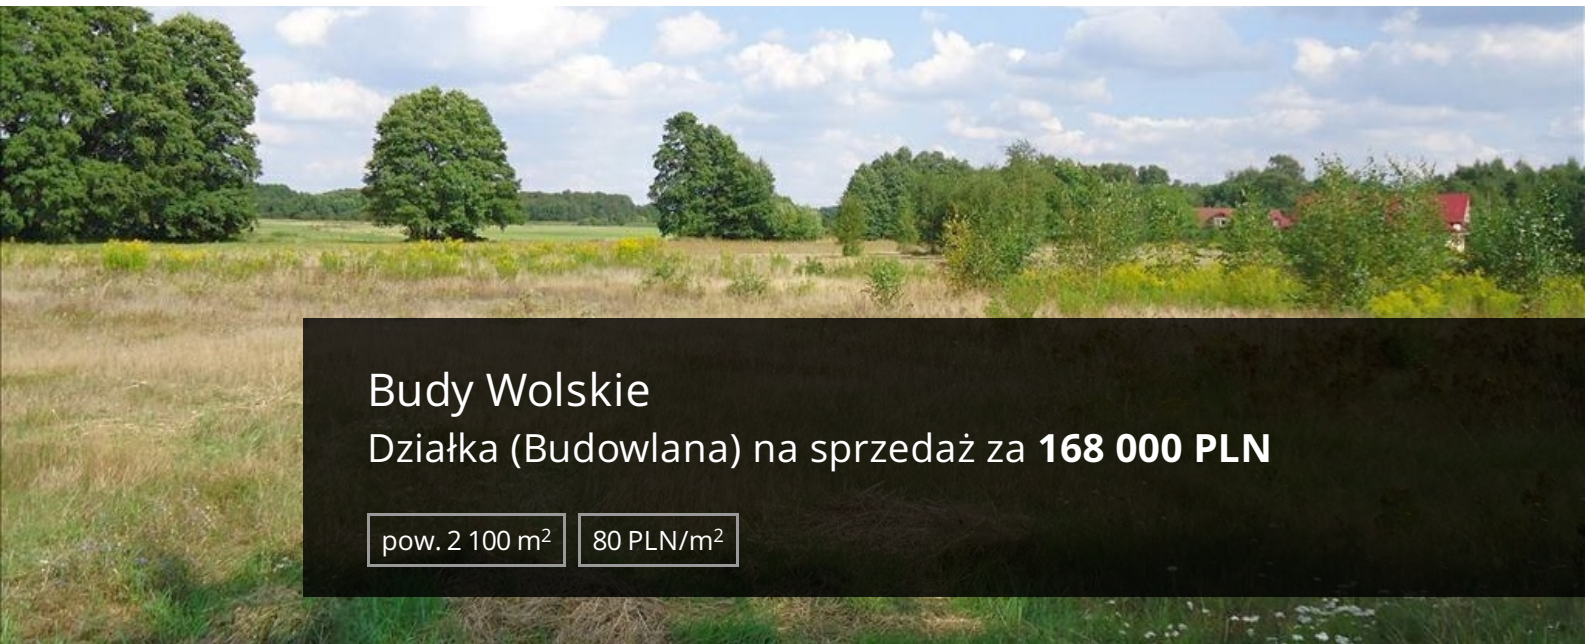 Budy Wolskie
Działka (Budowlana) na sprzedaż za 168 000 PLN
pow. 2 100 m²
80 PLN/m²